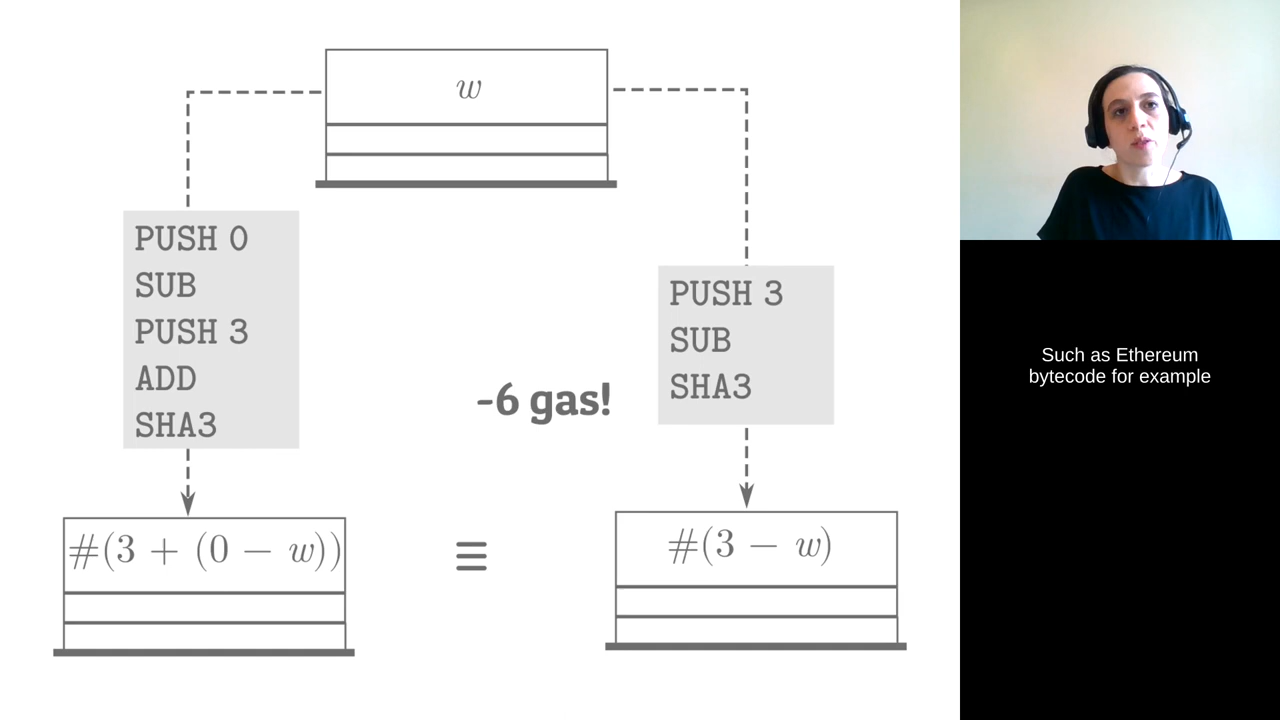 w
PUSH 0
SUB
PUSH 3
ADD
SHA3
PUSH 3
SUB
SHA3
-6 gas!
#(3 + (0 − w))
≡
#(3 − w)
Such as Ethereum
bytecode for example